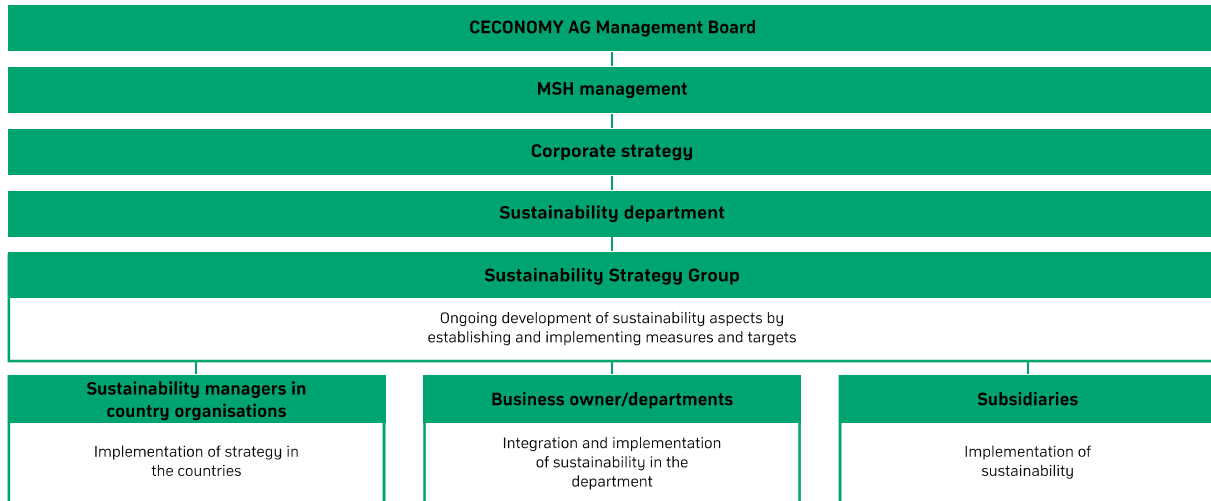 CECONOMY AG Management Board
MSH management
Corporate strategy
Sustainability department
Sustainability Strategy Group
Ongoing development of sustainability aspects by
establishing and implementing measures and targets
Sustainability managers in
country organisations
Implementation of strategy in
the countries
Business owner/departments
Integration and implementation
of sustainability in the
department
Subsidiaries
Implementation of
sustainability